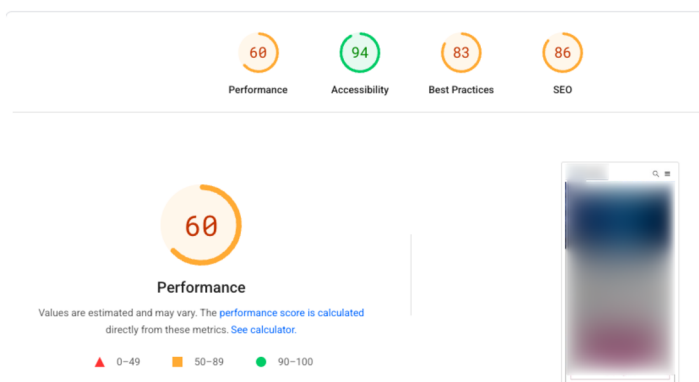 60 94 83 86
Performance Accessibility Best Practices SEO
60
Performance
Values are estimated and may vary. The performance score is calculated
directly from these metrics. See calculator.
0–49 50–89 90–100